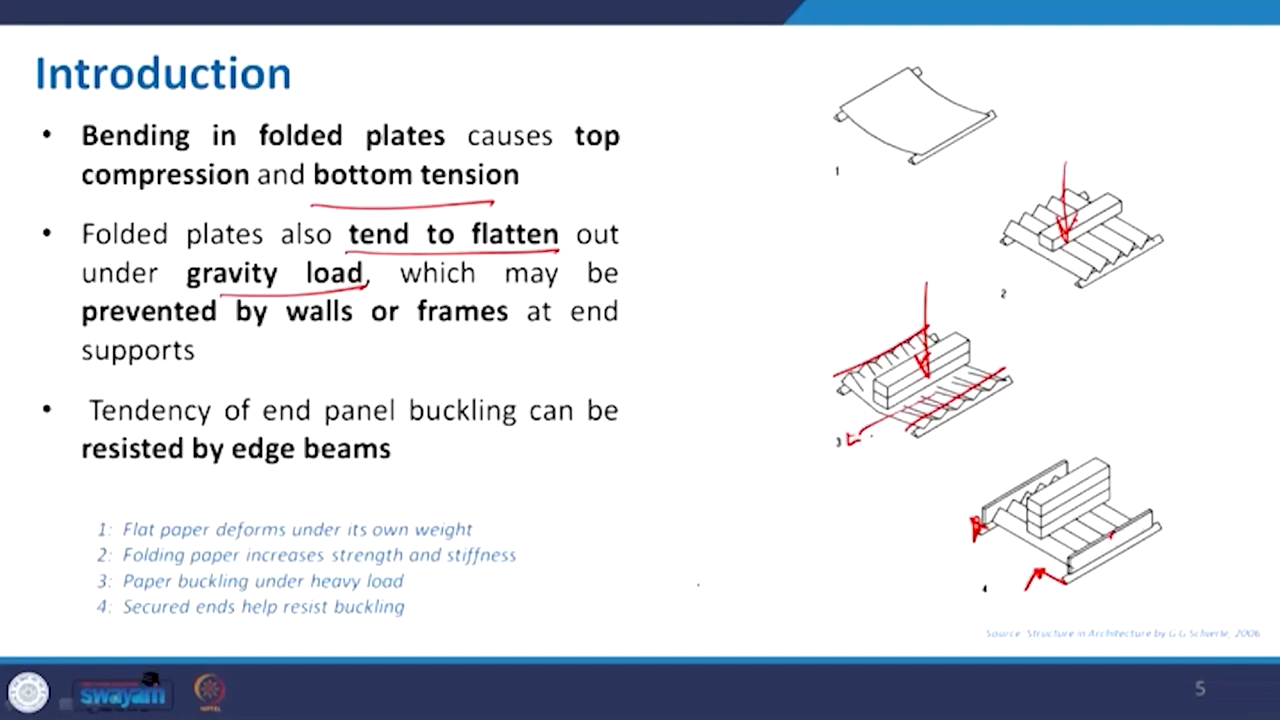 Introduction
• Bending in folded plates causes top
compression and bottom tension
• Folded plates also tend to flatten out
under gravity load, which may be
prevented by walls or frames at end
supports
• Tendency of end panel buckling can be
resisted by edge beams
1: Flat paper deforms under its own weight
2: Folding paper increases strength and stiffness
3: Paper buckling under heavy load
4: Secured ends help resist buckling
1
2
3
4
Source: Structure in Architecture by G G Schierle, 2006
swayam
5